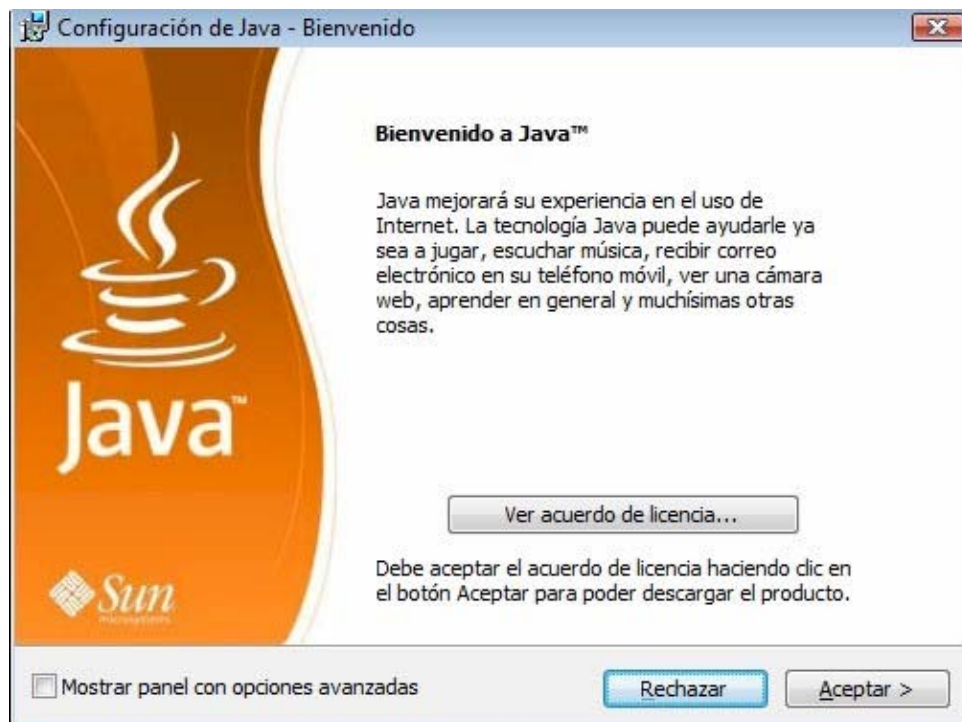 Configuración de Java - Bienvenido
Bienvenido a Java™
Java mejorará su experiencia en el uso de
Internet. La tecnología Java puede ayudarle ya
sea a jugar, escuchar música, recibir correo
electrónico en su teléfono móvil, ver una cámara
web, aprender en general y muchísimas otras
cosas.
Java™
Ver acuerdo de licencia...
Debe aceptar el acuerdo de licencia haciendo clic en
el botón Aceptar para poder descargar el producto.
Sun
microsystems
Mostrar panel con opciones avanzadas
Rechazar
Aceptar >